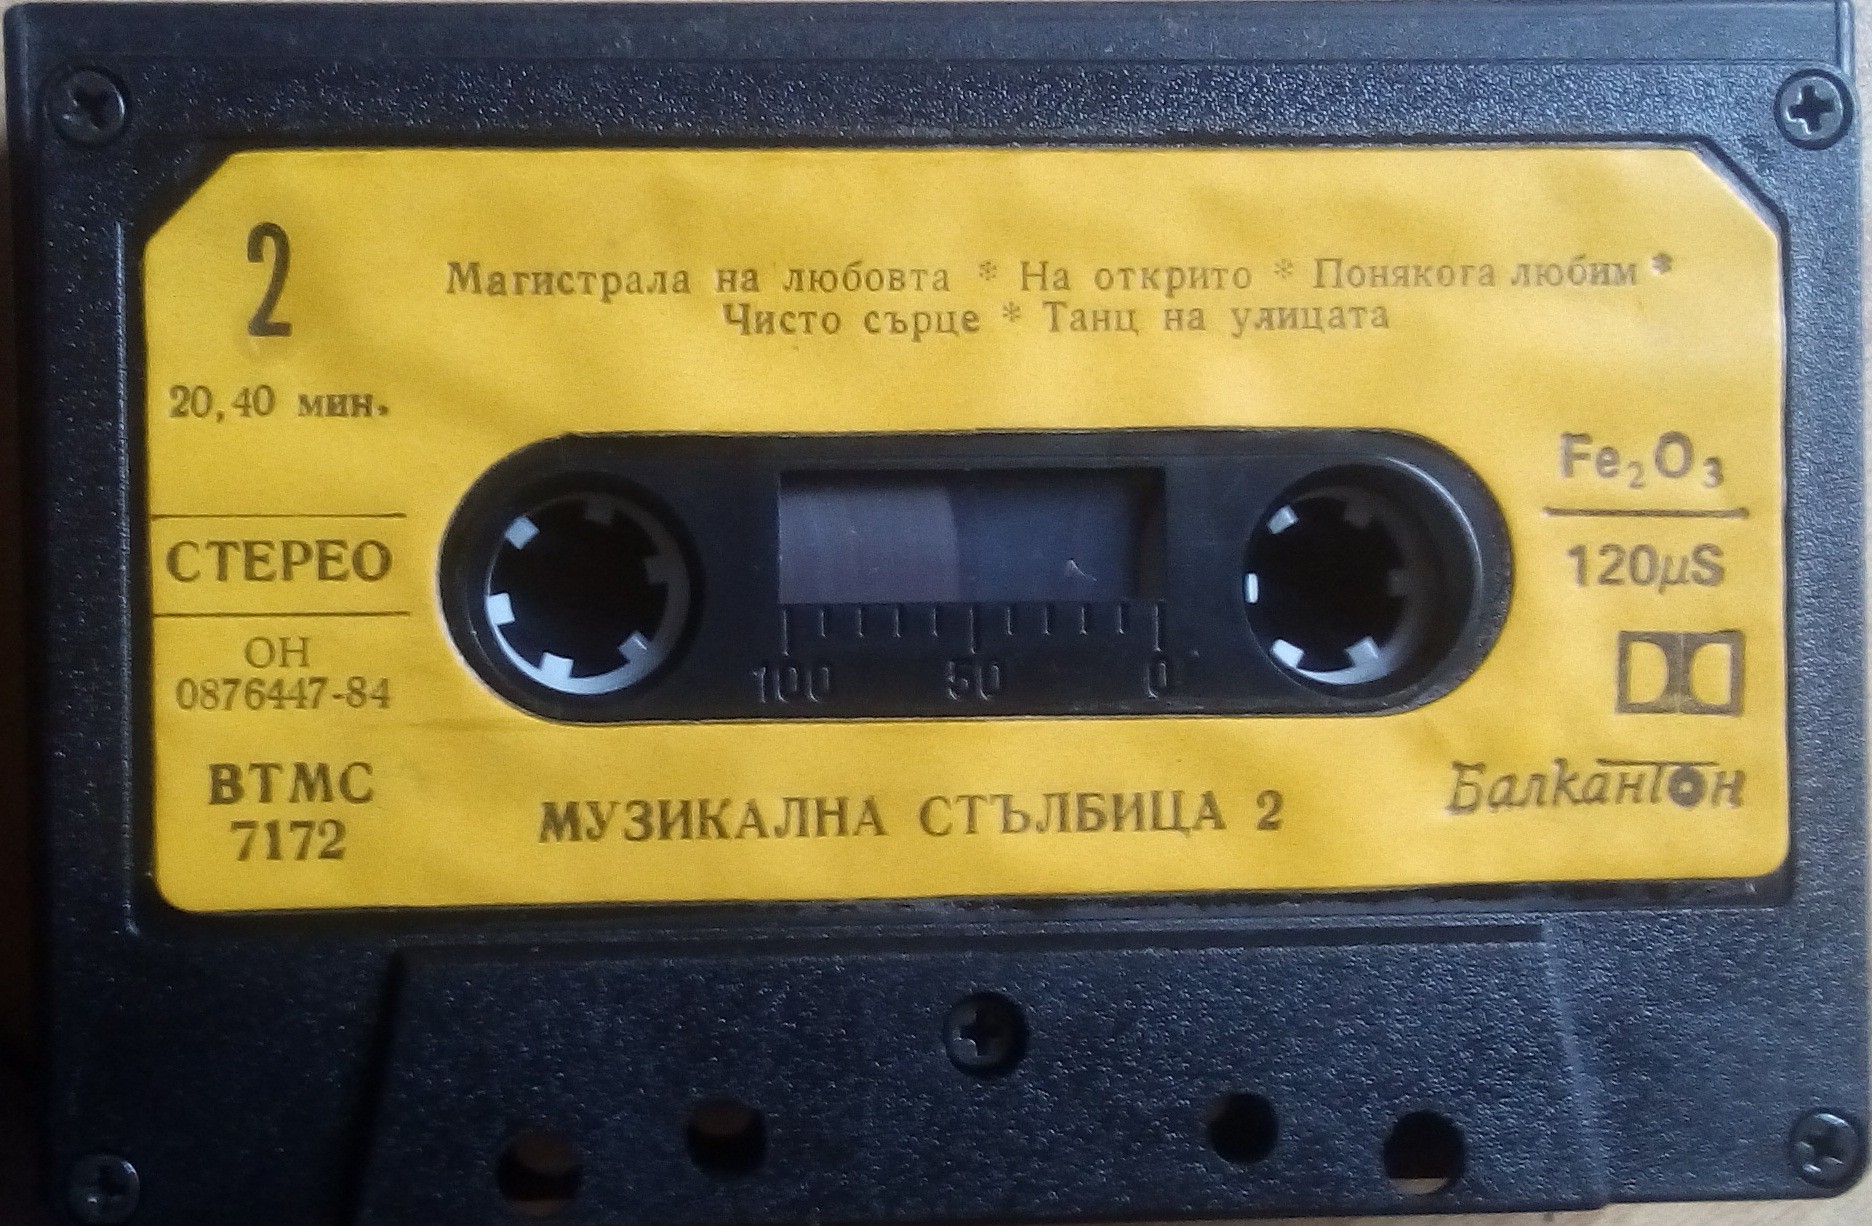 2
Магистрала на любовта * На открито * Понякога любим *
Чисто сърце * Танц на улицата
20,40 мин.
СТЕРЕО
ОН
0876447-84
ВТМС
7172
100 50 0
Fe₂O₃
120µS
Балкантон
МУЗИКАЛНА СТЪЛБИЦА 2